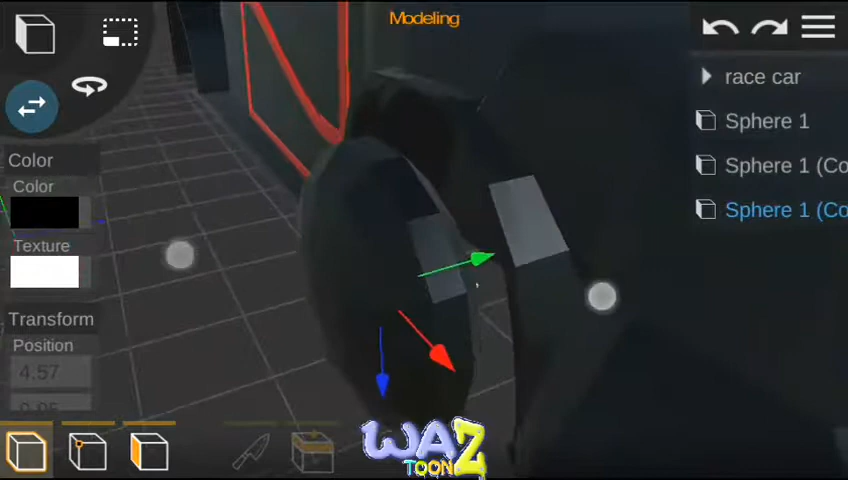 Modeling
race car
Sphere 1
Sphere 1 (Co
Sphere 1 (Co
Color
Color
Texture
Transform
Position
4.57
WAZ
TOON